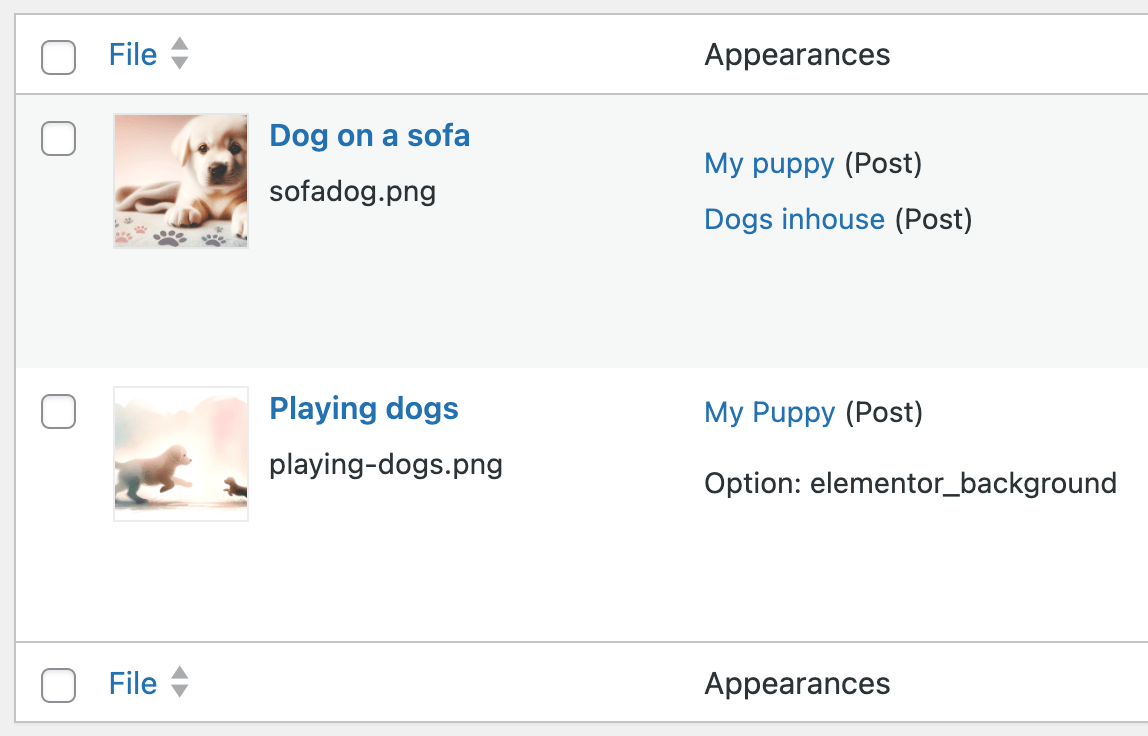 File
Appearances
Dog on a sofa
sofadog.png
My puppy (Post)
Dogs inhouse (Post)
Playing dogs
playing-dogs.png
My Puppy (Post)
Option: elementor_background
File
Appearances